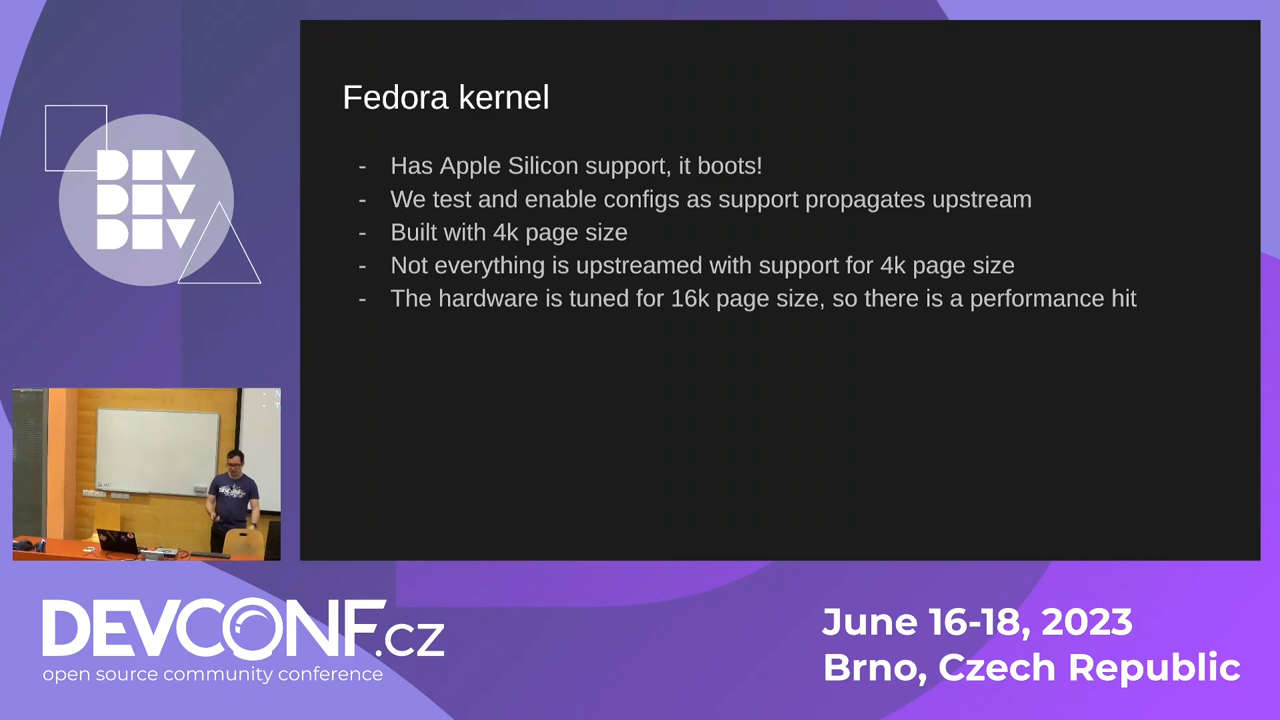 Fedora kernel
- Has Apple Silicon support, it boots!
- We test and enable configs as support propagates upstream
- Built with 4k page size
- Not everything is upstreamed with support for 4k page size
- The hardware is tuned for 16k page size, so there is a performance hit
DEV
DEV
DEV
DEVCONF.cz
open source community conference
June 16-18, 2023
Brno, Czech Republic